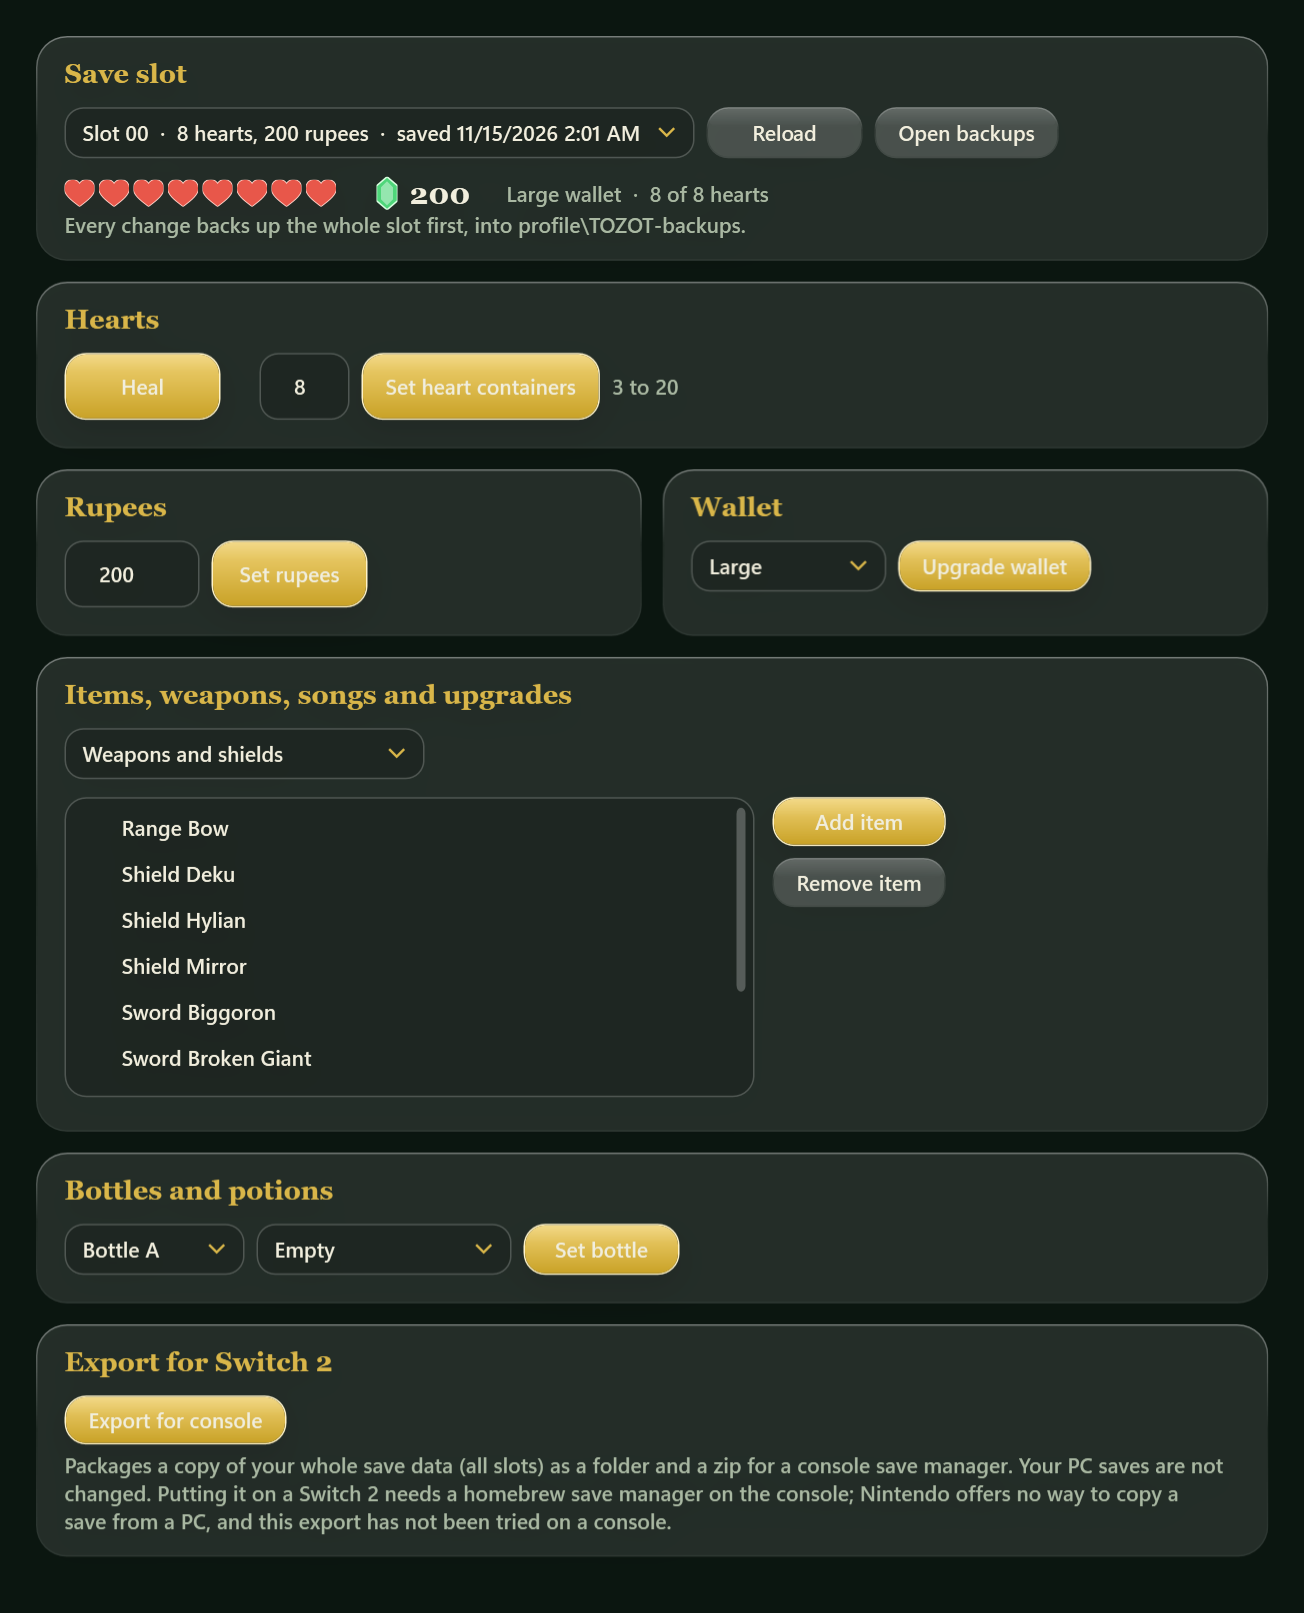 Save slot
Slot 00 · 8 hearts, 200 rupees · saved 11/15/2026 2:01 AM
Reload
Open backups
200
Large wallet · 8 of 8 hearts
Every change backs up the whole slot first, into profile\TOZOT-backups.
Hearts
Heal
8
Set heart containers
3 to 20
Rupees
200
Set rupees
Wallet
Large
Upgrade wallet
Items, weapons, songs and upgrades
Weapons and shields
Range Bow
Shield Deku
Shield Hylian
Shield Mirror
Sword Biggoron
Sword Broken Giant
Add item
Remove item
Bottles and potions
Bottle A
Empty
Set bottle
Export for Switch 2
Export for console
Packages a copy of your whole save data (all slots) as a folder and a zip for a console save manager. Your PC saves are not
changed. Putting it on a Switch 2 needs a homebrew save manager on the console; Nintendo offers no way to copy a
save from a PC, and this export has not been tried on a console.